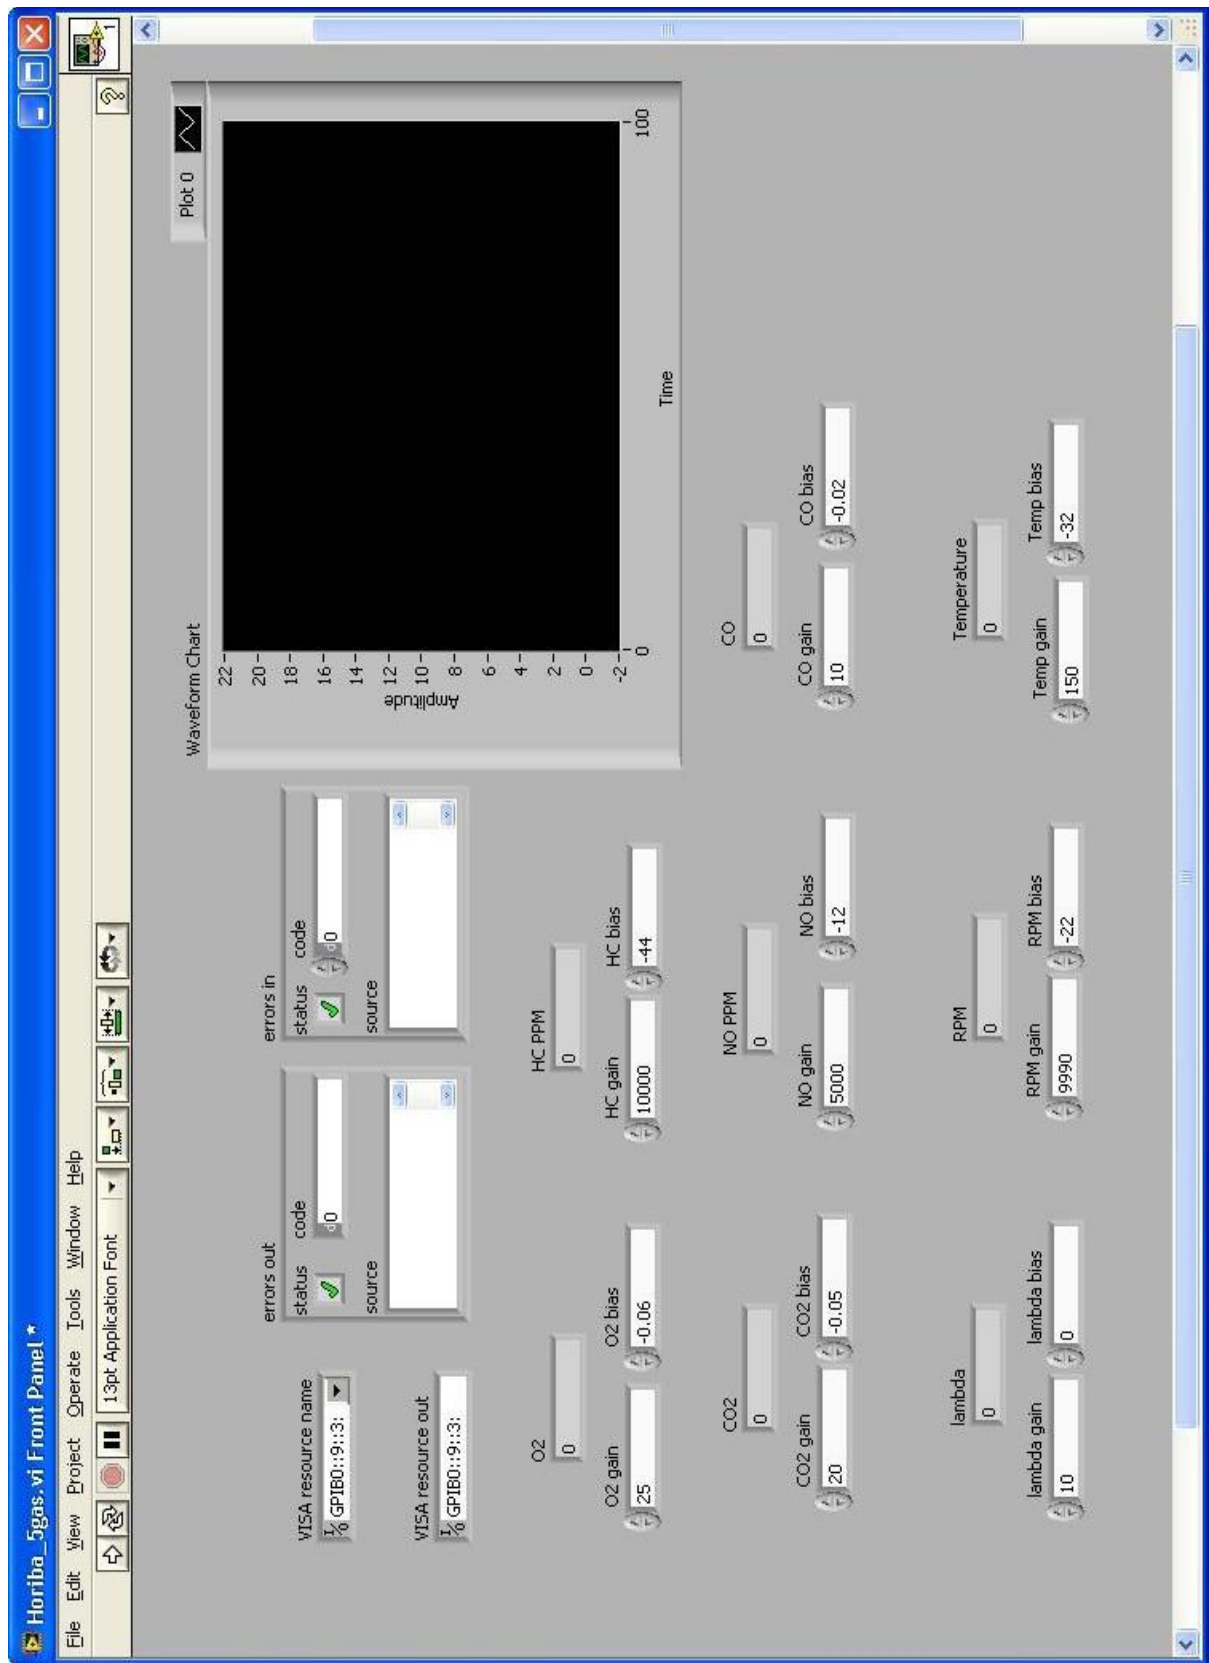 Horiba_5gas.vi Front Panel *
File Edit View Project Operate Tools Window Help
13pt Application Font
1
?
VISA resource name
GPIB0::9::3:
VISA resource out
GPIB0::9::3:
errors out
status code
d0
source
errors in
status code
d0
source
Waveform Chart
Plot 0
22
20
18
16
14
12
10
8
6
4
2
0
-2
Amplitude
0 100
Time
O2
0
O2 gain O2 bias
25 -0.06
HC PPM
0
HC gain HC bias
10000 -44
CO2
0
CO2 gain CO2 bias
20 -0.05
NO PPM
0
NO gain NO bias
5000 -12
CO
0
CO gain CO bias
10 -0.02
lambda
0
lambda gain lambda bias
10 0
RPM
0
RPM gain RPM bias
9990 -22
Temperature
0
Temp gain Temp bias
150 -32